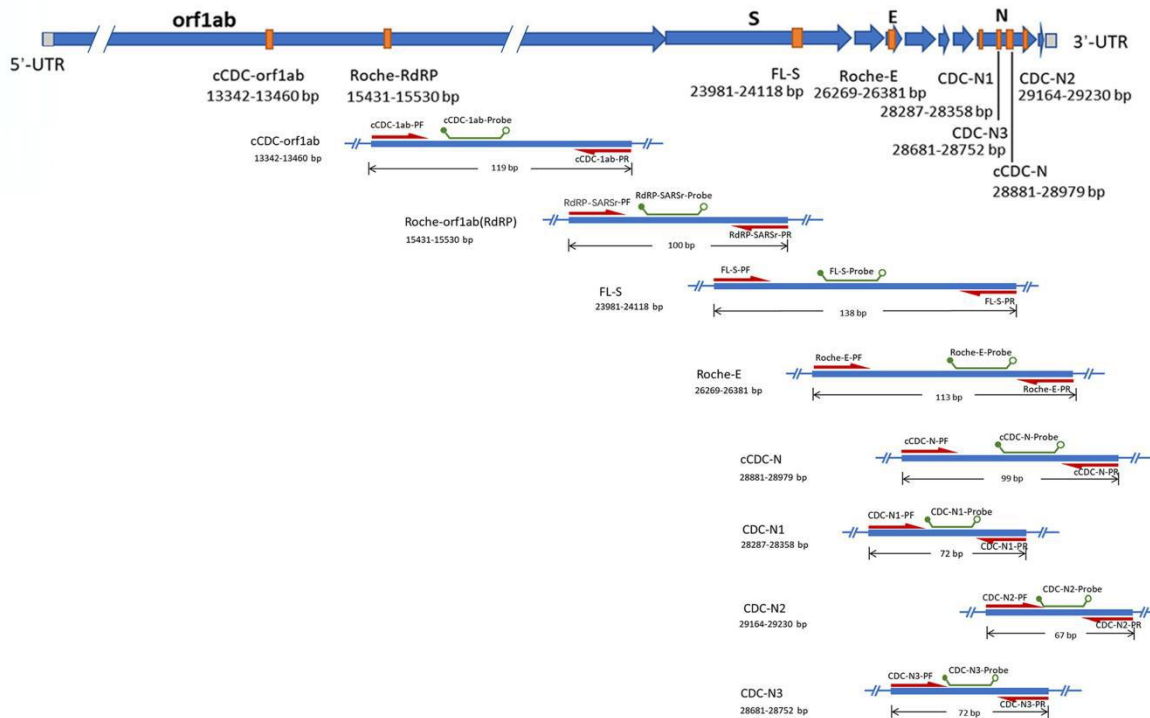 orf1ab
S
E
N
5'-UTR
3'-UTR
cCDC-orf1ab
13342-13460 bp
Roche-RdRP
15431-15530 bp
FL-S
23981-24118 bp
Roche-E
26269-26381 bp
CDC-N1
28287-28358 bp
CDC-N2
29164-29230 bp
CDC-N3
28681-28752 bp
cCDC-N
28881-28979 bp
cCDC-orf1ab
13342-13460 bp
cCDC-1ab-PF
cCDC-1ab-Probe
cCDC-1ab-PR
119 bp
Roche-orf1ab(RdRP)
15431-15530 bp
RdRP-SARSr-PF
RdRP-SARSr-Probe
RdRP-SARSr-PR
100 bp
FL-S
23981-24118 bp
FL-S-PF
FL-S-Probe
FL-S-PR
138 bp
Roche-E
26269-26381 bp
Roche-E-PF
Roche-E-Probe
Roche-E-PR
113 bp
cCDC-N
28881-28979 bp
cCDC-N-PF
cCDC-N-Probe
cCDC-N-PR
99 bp
CDC-N1
28287-28358 bp
CDC-N1-PF
CDC-N1-Probe
CDC-N1-PR
72 bp
CDC-N2
29164-29230 bp
CDC-N2-PF
CDC-N2-Probe
CDC-N2-PR
67 bp
CDC-N3
28681-28752 bp
CDC-N3-PF
CDC-N3-Probe
CDC-N3-PR
72 bp